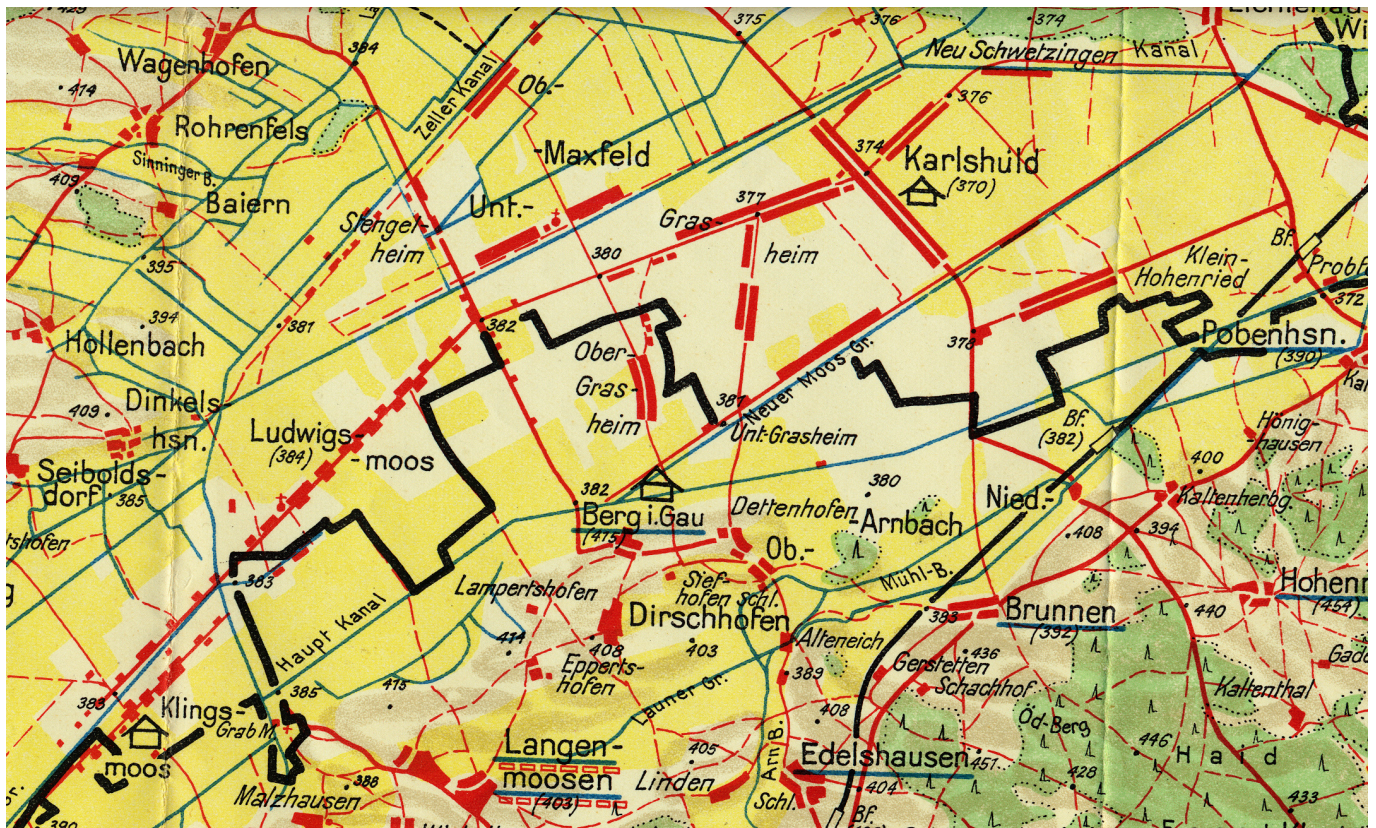 375
376
374
Neu Schwetzingen Kanal
384
Wagenhofen
414
Zeller Kanal
Ob.-
376
Rohrenfels
-Maxfeld
374
Karlshuld
(370)
Sinninger B.
409
Baiern
Stengel-
heim
Unt.-
377
Gras-
heim
Bf.
395
380
Klein-
Hohenried
372
394
381
382
Hollenbach
378
Pobenhsn.
(390)
Ober-
Gras-
heim
Neuer Moos Gr.
381
Unt-Grasheim
Dinkels-
hsn.
409
Bf.
(382)
Hönig-
hausen
Ludwigs-
(384)
-moos
400
Seibolds-
dorf
385
382
380
Nied.-
Kaltenherbg.
Berg i. Gau
(415)
Dettenhofen
-Arnbach
408
394
Ob.-
383
Lampertshofen
Sief-
hofen
Schl.
Mühl-B.
Haupt Kanal
Dirschhofen
393
Brunnen
(392)
440
(454)
414
408
403
Alteneich
Epperts-
hofen
389
436
Gerstetten
Schachhof
Kaltenthal
383
385
415
Launer Gr.
408
Klings-
moos
Grab M.
Öd-Berg
446
Haid
Langen-
moosen
(403)
405
Linden
Arn B.
Edelshausen
451
428
Malzhausen
388
Schl.
404
433
Bf.
390